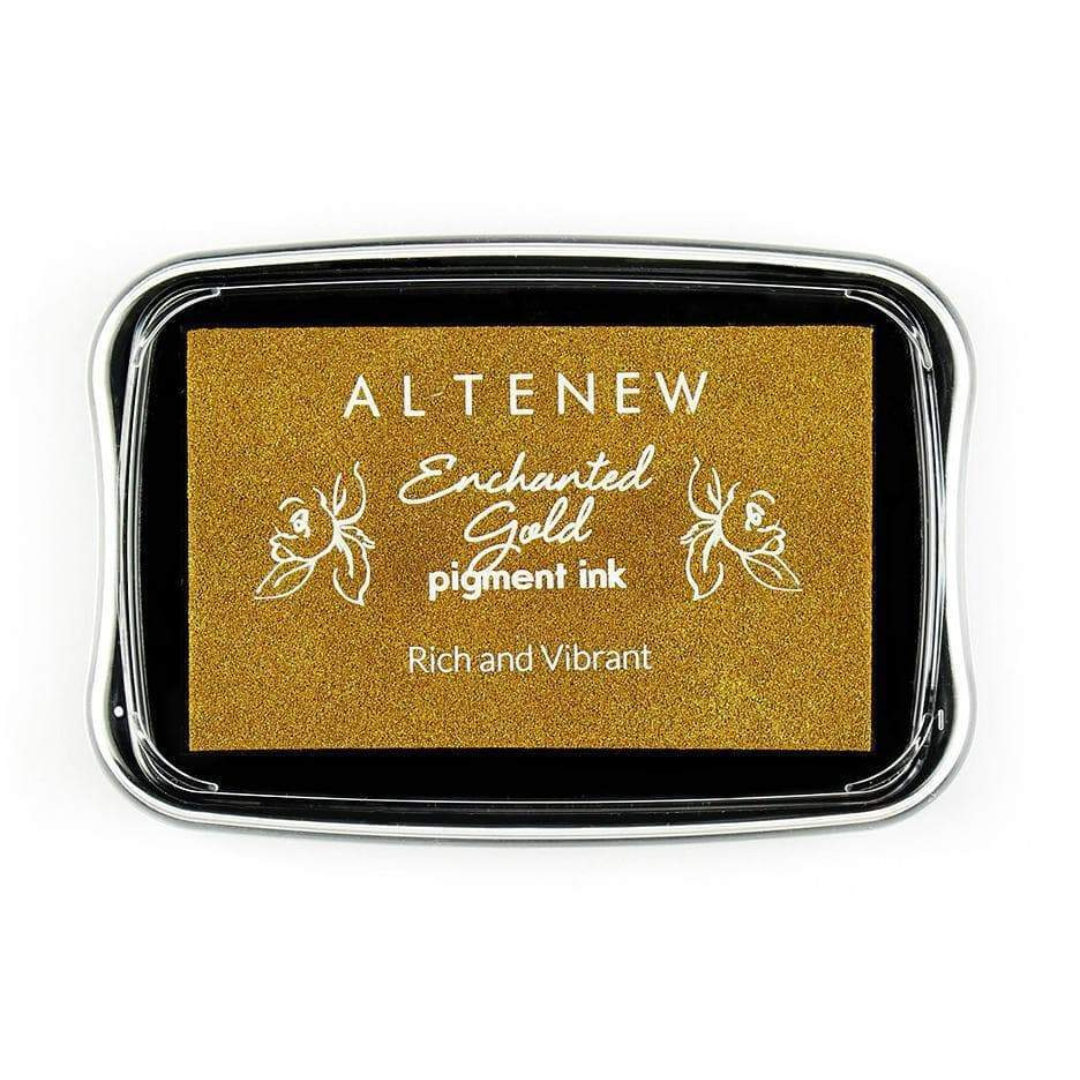 ALTENEW
Enchanted
Gold
pigment ink
Rich and Vibrant